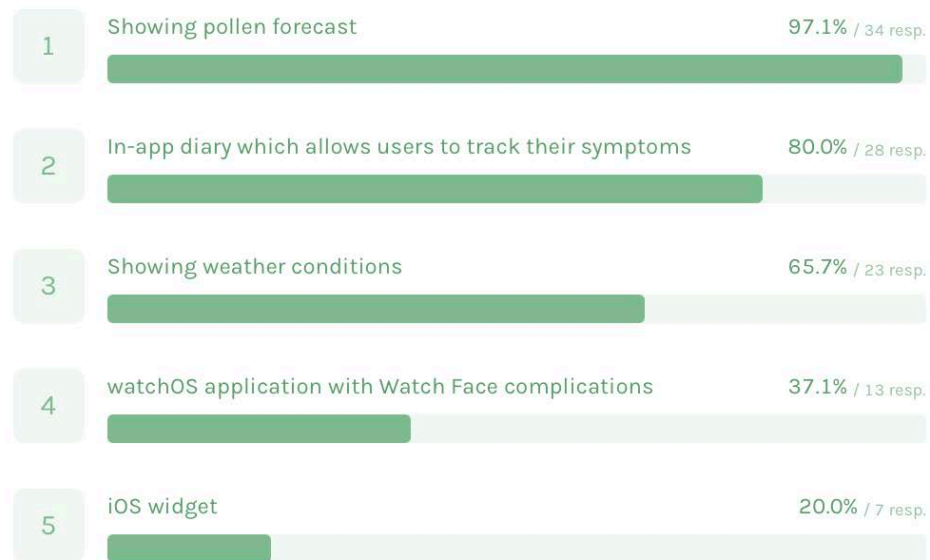 1
Showing pollen forecast 97.1% / 34 resp.
2
In-app diary which allows users to track their symptoms 80.0% / 28 resp.
3
Showing weather conditions 65.7% / 23 resp.
4
watchOS application with Watch Face complications 37.1% / 13 resp.
5
iOS widget 20.0% / 7 resp.